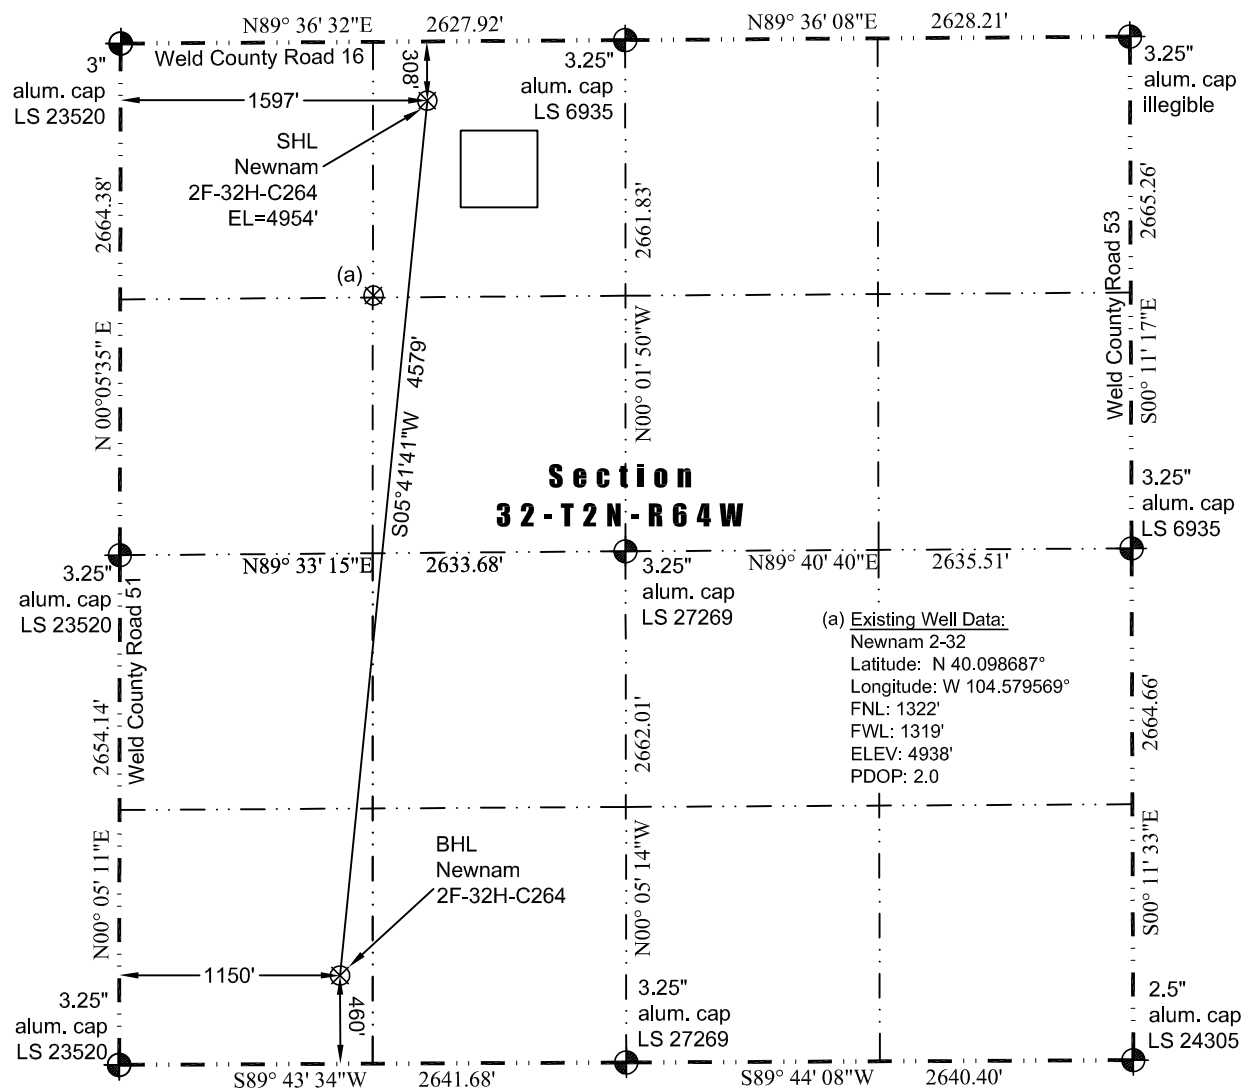 N89° 36' 32"E 2627.92' N89° 36' 08"E 2628.21'
Weld County Road 16
3"
alum. cap
LS 23520
308'
1597'
3.25"
alum. cap
LS 6935
3.25"
alum. cap
illegible
SHL
Newnam
2F-32H-C264
EL=4954'
2664.38'
2661.83'
2665.26'
Weld County Road 53
(a)
N 00°05'35" E
S05°41'41"W 4579'
N00° 01' 50"W
S00° 11' 17"E
Section
32-T2N-R64W
3.25"
alum. cap
LS 6935
N89° 33' 15"E 2633.68' N89° 40' 40"E 2635.51'
3.25"
alum. cap
LS 23520
Weld County Road 51
3.25"
alum. cap
LS 27269
(a) Existing Well Data:
Newnam 2-32
Latitude: N 40.098687°
Longitude: W 104.579569°
FNL: 1322'
FWL: 1319'
ELEV: 4938'
PDOP: 2.0
2654.14'
2662.01'
2664.66'
BHL
Newnam
2F-32H-C264
N00° 05' 11"E
N00° 05' 14"W
S00° 11' 33"E
1150'
460'
3.25"
alum. cap
LS 23520
3.25"
alum. cap
LS 27269
2.5"
alum. cap
LS 24305
S89° 43' 34"W 2641.68' S89° 44' 08"W 2640.40'